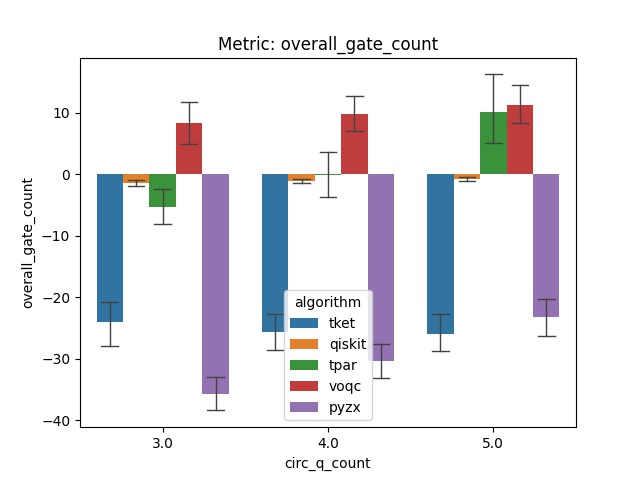 Metric: overall_gate_count
overall_gate_count
10
0
−10
−20
−30
−40
3.0
4.0
5.0
circ_q_count
algorithm
tket
qiskit
tpar
voqc
pyzx